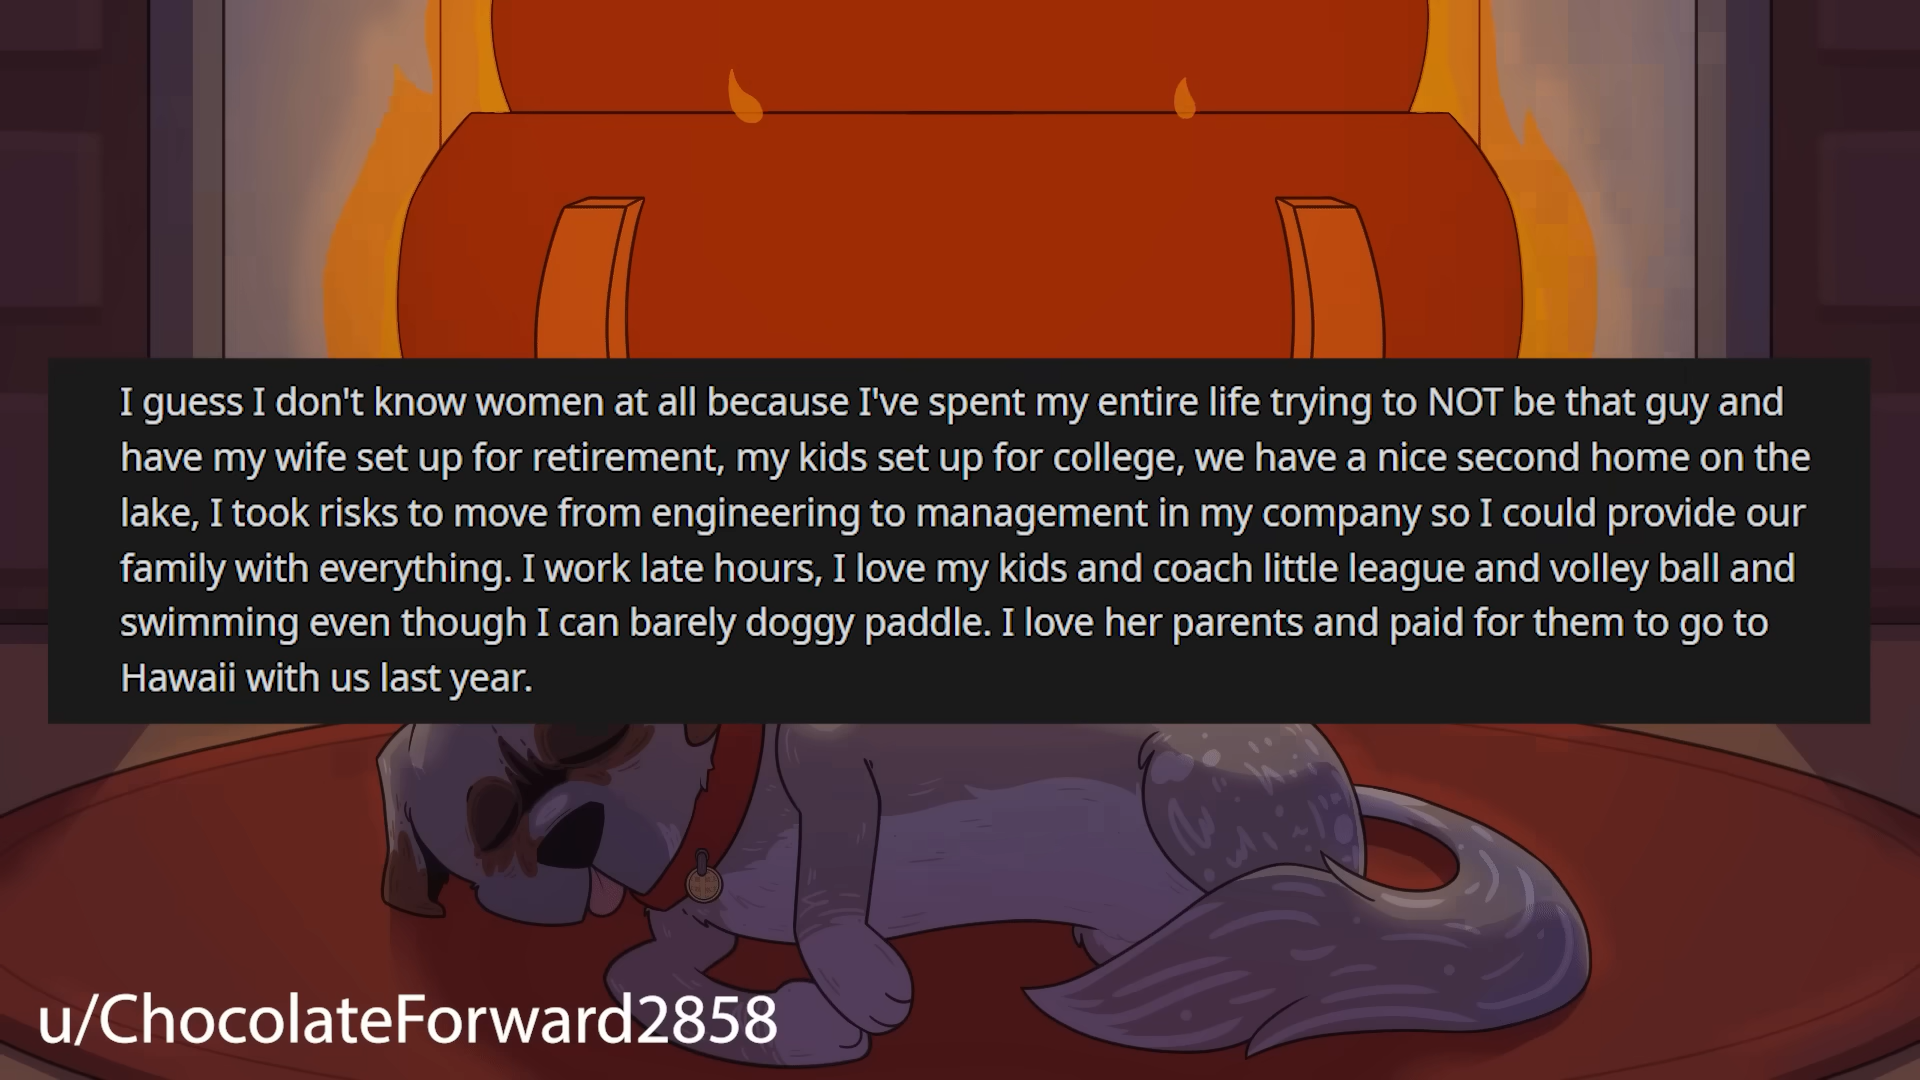 I guess I don't know women at all because I've spent my entire life trying to NOT be that guy and
have my wife set up for retirement, my kids set up for college, we have a nice second home on the
lake, I took risks to move from engineering to management in my company so I could provide our
family with everything. I work late hours, I love my kids and coach little league and volley ball and
swimming even though I can barely doggy paddle. I love her parents and paid for them to go to
Hawaii with us last year.
u/ChocolateForward2858